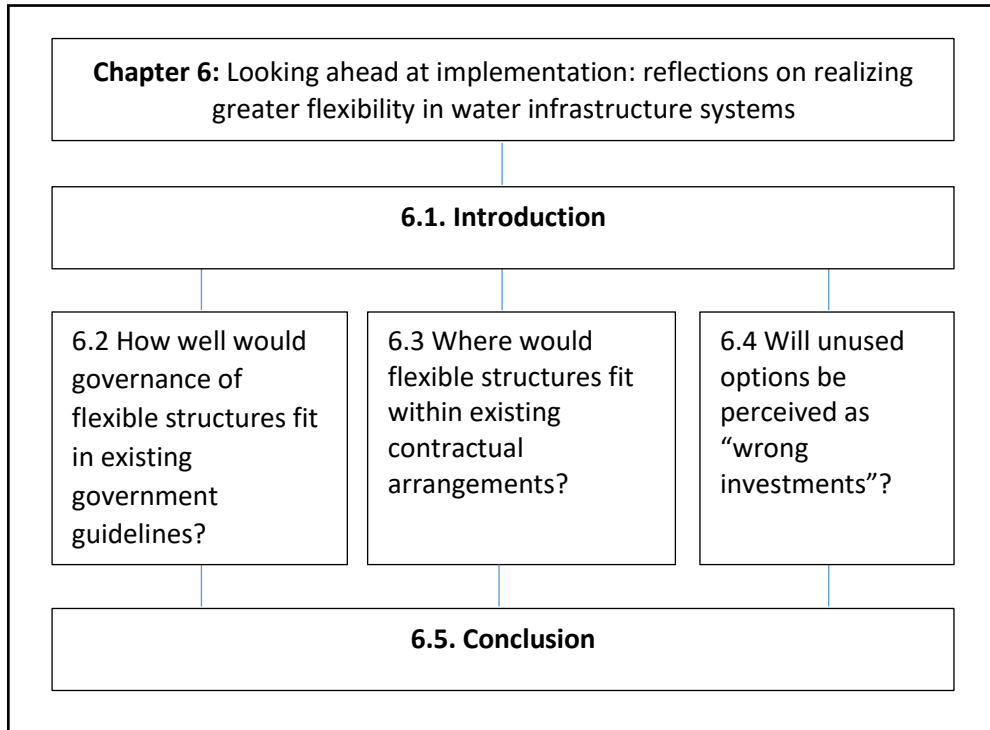 Chapter 6: Looking ahead at implementation: reflections on realizing
greater flexibility in water infrastructure systems
6.1. Introduction
6.2 How well would
governance of
flexible structures fit
in existing
government
guidelines?
6.3 Where would
flexible structures fit
within existing
contractual
arrangements?
6.4 Will unused
options be
perceived as
“wrong
investments”?
6.5. Conclusion